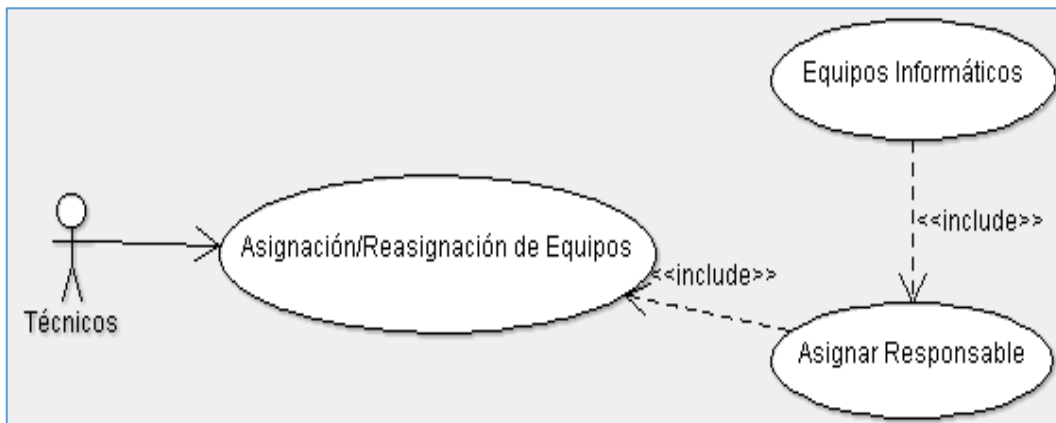 Equipos Informáticos
<<include>>
Asignación/Reasignación de Equipos
<<include>>
Técnicos
Asignar Responsable